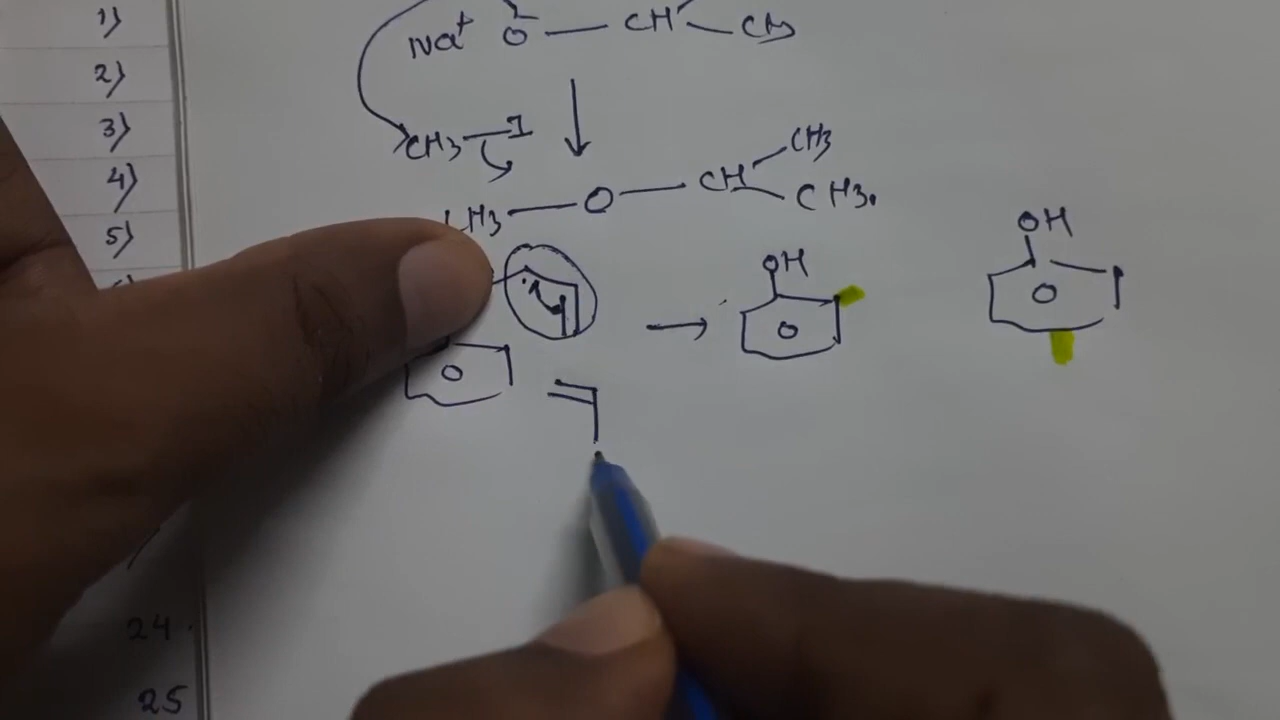 1)
2)
3)
4)
5)
Na⁺ O — CH — CH3
CH3 — I
CH3
CH3 — O — CH
CH3.
OH
OH
O
O
O
24.
25